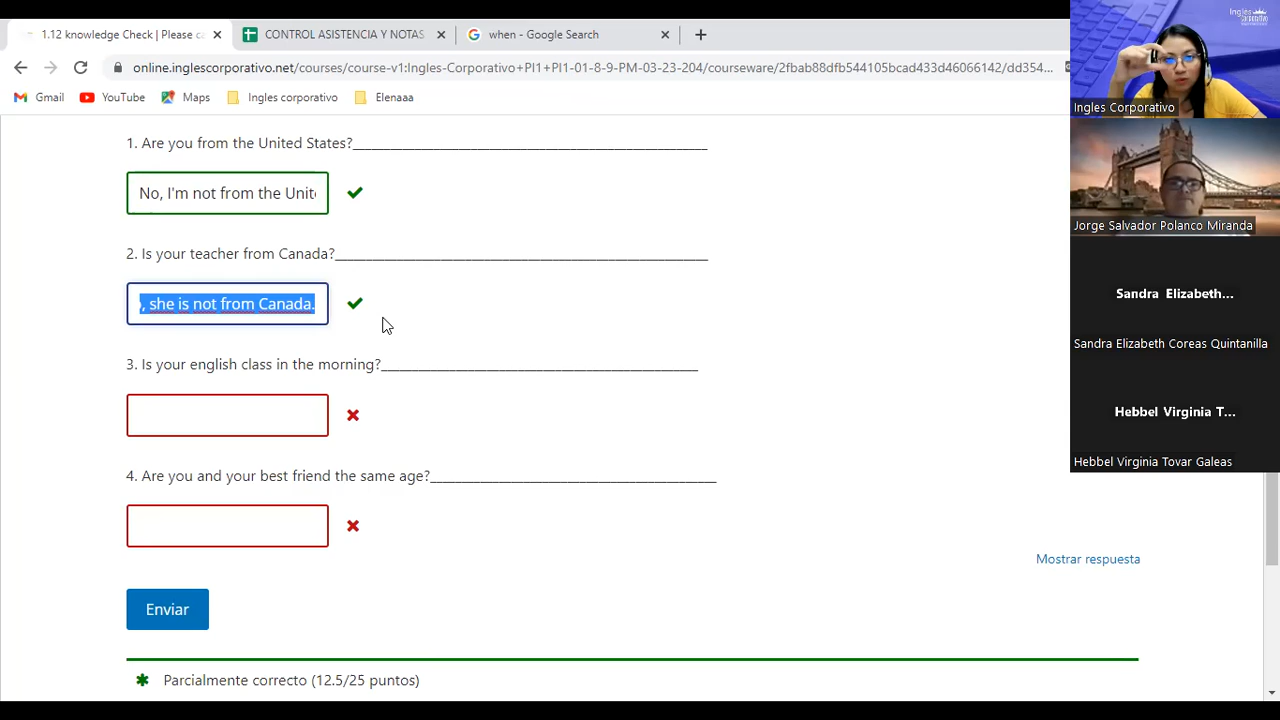 1.12 knowledge Check | Please ca
CONTROL ASISTENCIA Y NOTAS
when - Google Search
online.inglescorporativo.net/courses/course-v1:Ingles-Corporativo+PI1+PI1-01-8-9-PM-03-23-204/courseware/2fbab88dfb544105bcad433d46066142/dd354...
Gmail
YouTube
Maps
Ingles corporativo
Elenaaa
1. Are you from the United States?
No, I'm not from the Unite
2. Is your teacher from Canada?
, she is not from Canada.
3. Is your english class in the morning?
4. Are you and your best friend the same age?
Mostrar respuesta
Enviar
Parcialmente correcto (12.5/25 puntos)
Ingles
Ingles Corporativo
Jorge Salvador Polanco Miranda
Sandra Elizabeth...
Sandra Elizabeth Coreas Quintanilla
Hebbel Virginia T...
Hebbel Virginia Tovar Galeas